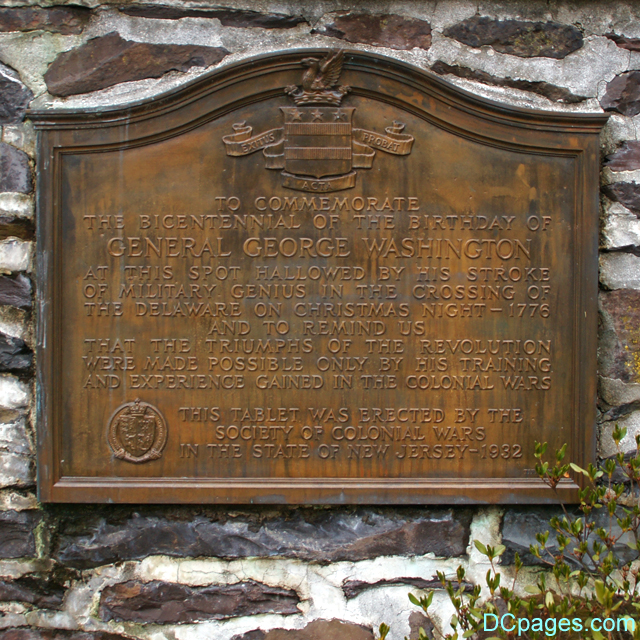 EXITUS
PROBAT
ACTA
TO COMMEMORATE
THE BICENTENNIAL OF THE BIRTHDAY OF
GENERAL GEORGE WASHINGTON
AT THIS SPOT HALLOWED BY HIS STROKE
OF MILITARY GENIUS IN THE CROSSING OF
THE DELAWARE ON CHRISTMAS NIGHT - 1776
AND TO REMIND US
THAT THE TRIUMPHS OF THE REVOLUTION
WERE MADE POSSIBLE ONLY BY HIS TRAINING
AND EXPERIENCE GAINED IN THE COLONIAL WARS
THIS TABLET WAS ERECTED BY THE
SOCIETY OF COLONIAL WARS
IN THE STATE OF NEW JERSEY - 1932
DCpages.com